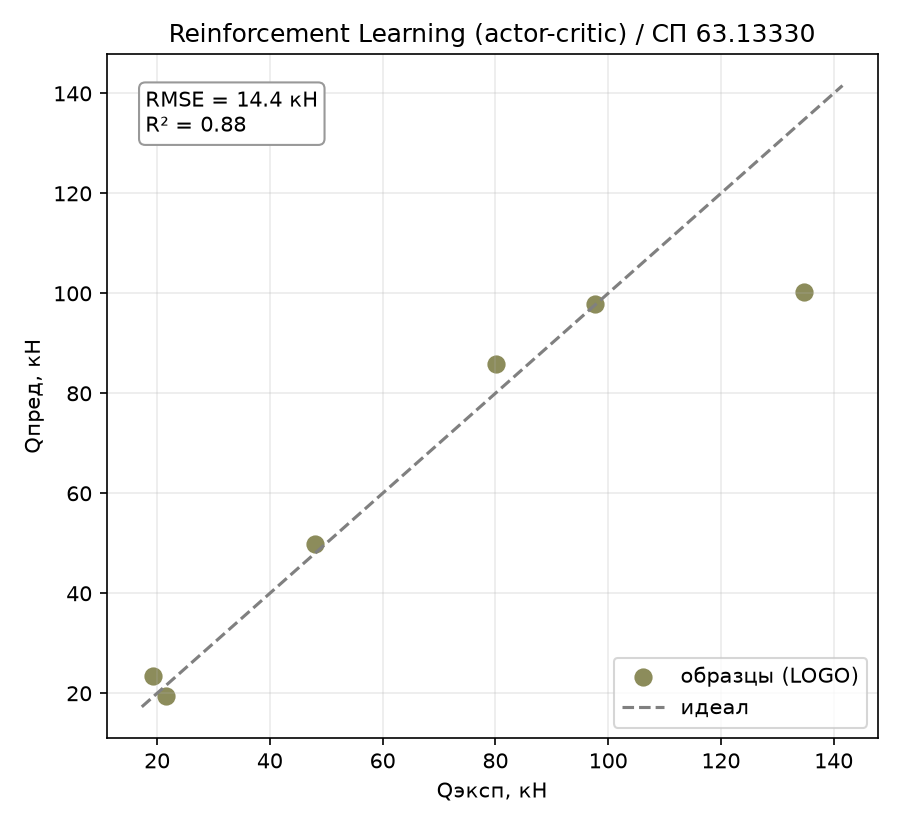 Reinforcement Learning (actor-critic) / СП 63.13330
RMSE = 14.4 кН
R² = 0.88
Qпред, кН
140
120
100
80
60
40
20
образцы (LOGO)
идеал
20
40
60
80
100
120
140
Qэксп, кН